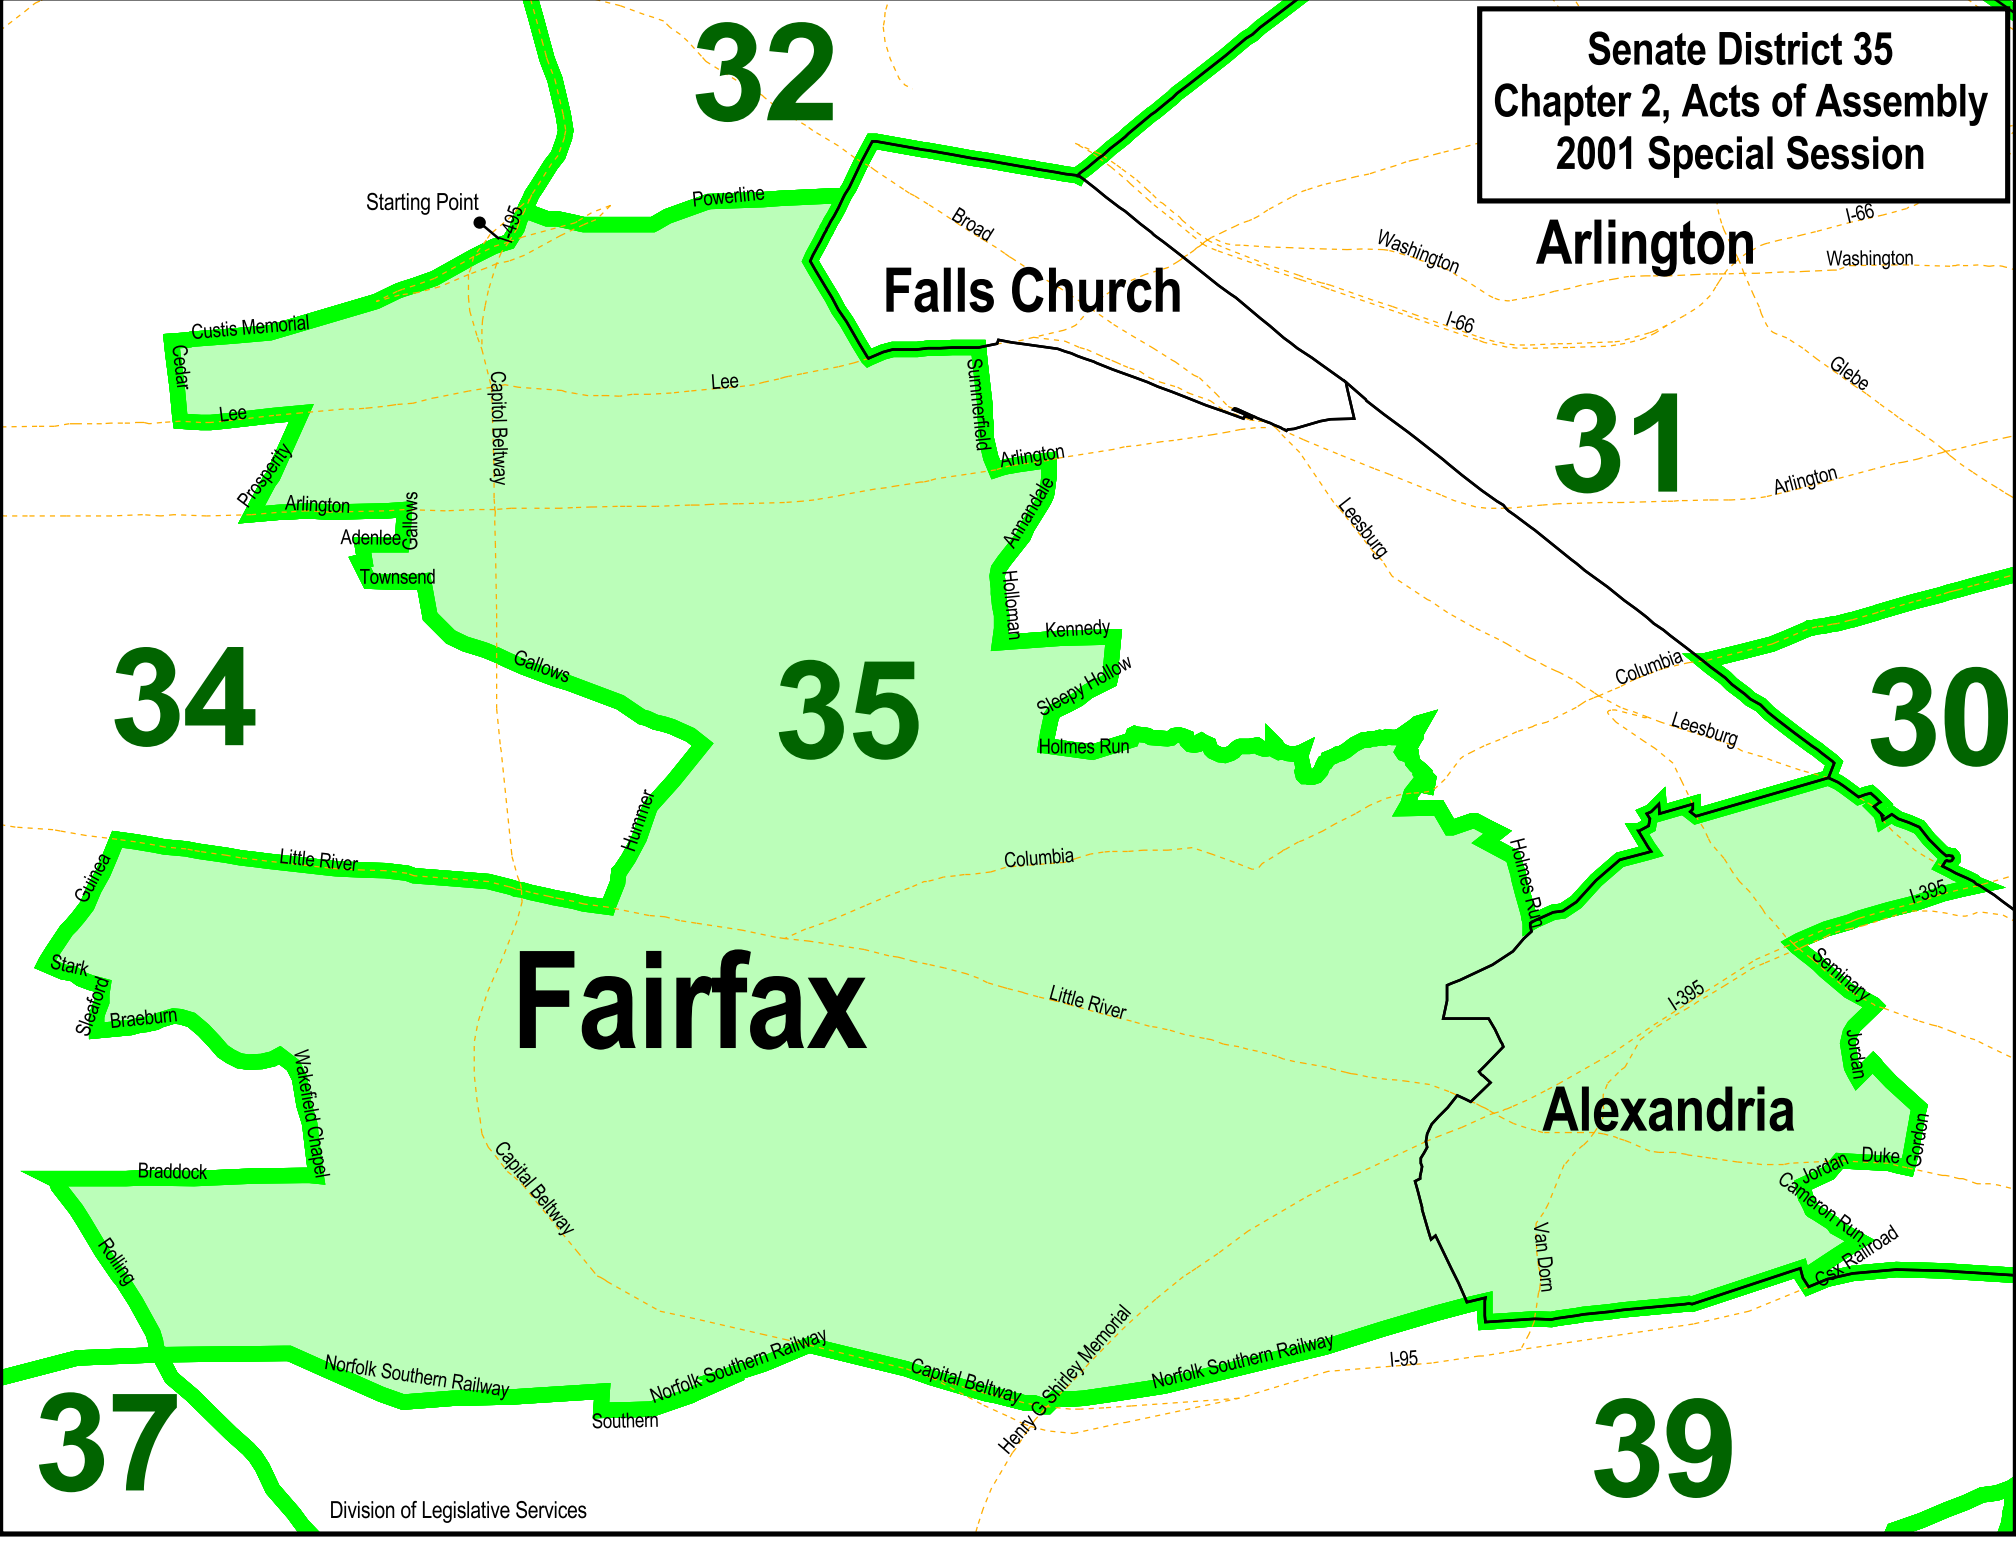 Senate District 35
Chapter 2, Acts of Assembly
2001 Special Session
32
Starting Point
I-495
Powerline
Broad
Falls Church
Washington
Arlington
I-66
Washington
I-66
Custis Memorial
Cedar
Lee
Lee
Capitol Beltway
Summerfield
Glebe
31
Prosperity
Arlington
Gallows
Adenlee
Townsend
Arlington
Annandale
Arlington
Leesburg
Holloman
Kennedy
Sleepy Hollow
Holmes Run
34
Gallows
35
Columbia
Leesburg
30
Hummer
Little River
Guinea
Columbia
Holmes Run
I-395
Stark
Sleaford
Braeburn
Fairfax
Little River
I-395
Seminary
Jordan
Wakefield Chapel
Alexandria
Gordon
Duke
Jordan
Cameron Run
Csx Railroad
Braddock
Capital Beltway
Rolling
Van Dorn
Norfolk Southern Railway
Southern
Norfolk Southern Railway
Capital Beltway
Henry G Shirley Memorial
Norfolk Southern Railway
I-95
37
39
Division of Legislative Services